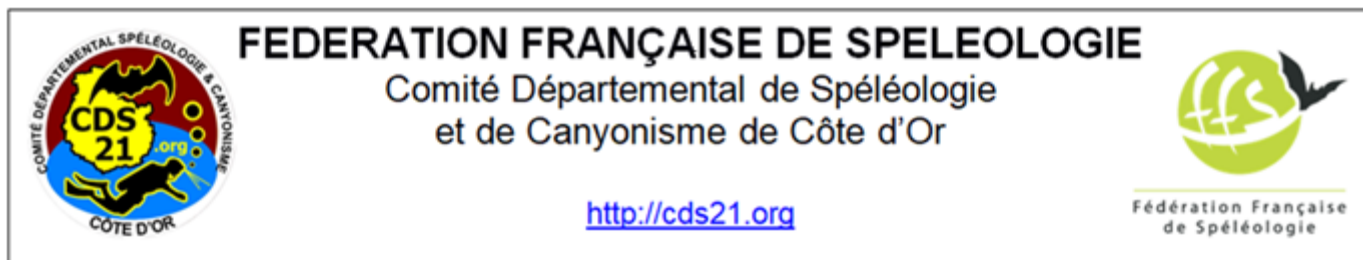 COMITÉ DÉPARTEMENTAL SPÉLÉOLOGIE & CANYONISME
CDS
21
.org
CÔTE D'OR
FEDERATION FRANÇAISE DE SPELEOLOGIE
Comité Départemental de Spéléologie
et de Canyonisme de Côte d'Or
http://cds21.org
ffs
Fédération Française
de Spéléologie